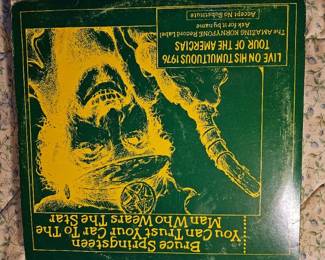 Bruce Springsteen
You Can Trust Your Car To The
Man Who Wears The Star
LIVE ON HIS TUMULTUOUS 1976
TOUR OF THE AMERCIAS
The AMAZING KORNYFONE Record Label
Ask for it by name
Accept No Substitute